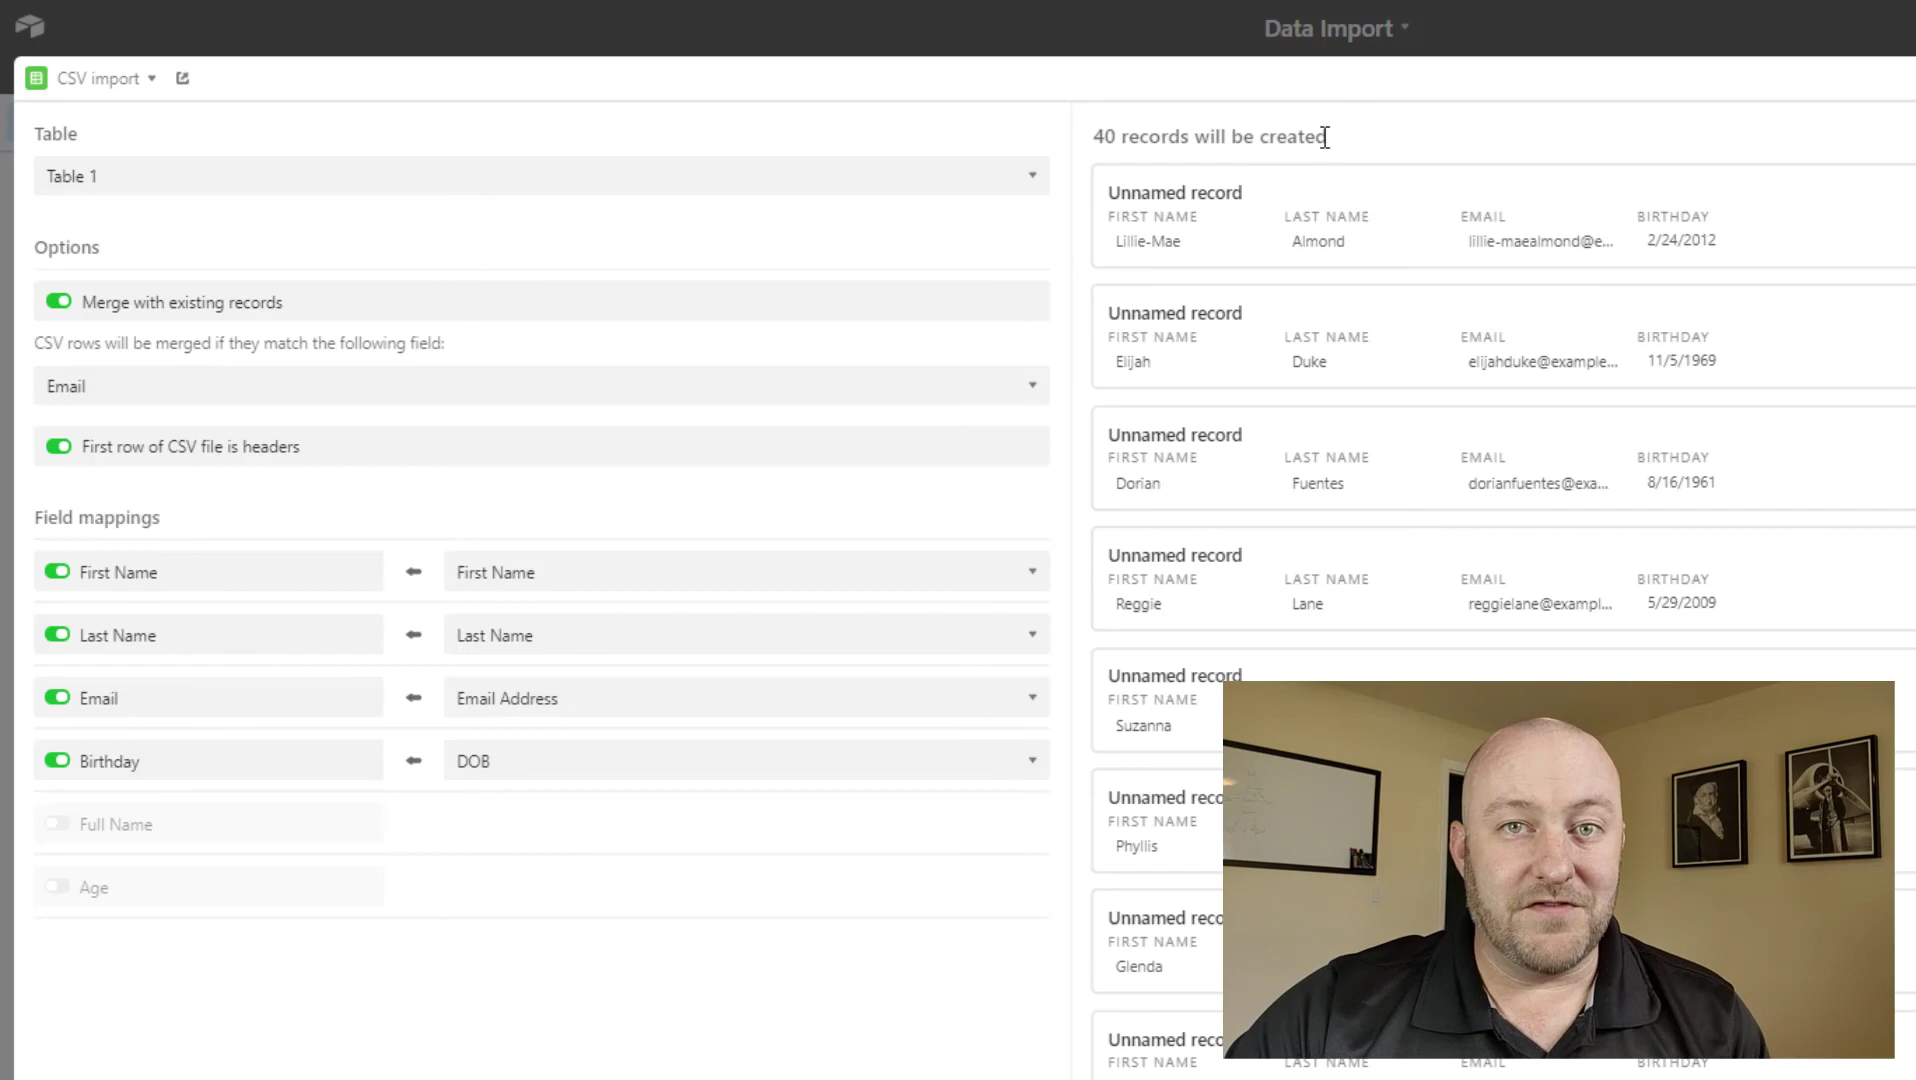 Data Import
CSV import
Table
Table 1
Options
Merge with existing records
CSV rows will be merged if they match the following field:
Email
First row of CSV file is headers
Field mappings
First Name
First Name
Last Name
Last Name
Email
Email Address
Birthday
DOB
Full Name
Age
40 records will be created
Unnamed record
FIRST NAME LAST NAME EMAIL BIRTHDAY
Lillie-Mae Almond lillie-maealmond@e... 2/24/2012
Unnamed record
FIRST NAME LAST NAME EMAIL BIRTHDAY
Elijah Duke elijahduke@example... 11/5/1969
Unnamed record
FIRST NAME LAST NAME EMAIL BIRTHDAY
Dorian Fuentes dorianfuentes@exa... 8/16/1961
Unnamed record
FIRST NAME LAST NAME EMAIL BIRTHDAY
Reggie Lane reggielane@exampl... 5/29/2009
Unnamed record
FIRST NAME
Suzanna
Unnamed reco
FIRST NAME
Phyllis
Unnamed reco
FIRST NAME
Glenda
Unnamed reco
FIRST NAME LAST NAME EMAIL BIRTHDAY